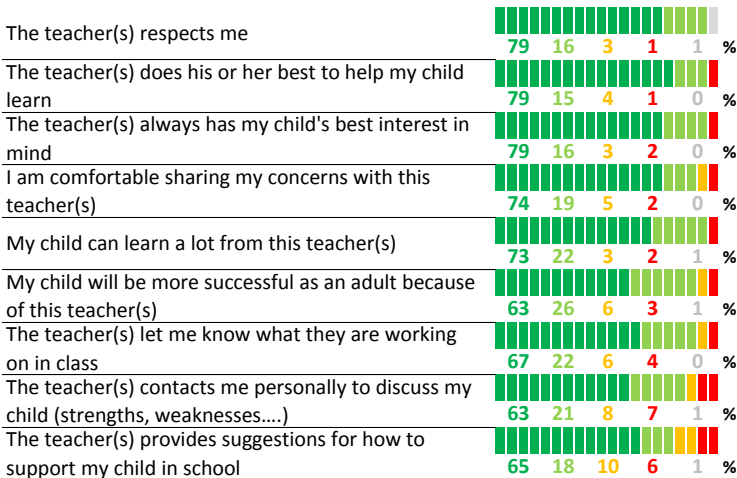 The teacher(s) respects me
79 16 3 1 1 %
The teacher(s) does his or her best to help my child
learn
79 15 4 1 0 %
The teacher(s) always has my child's best interest in
mind
79 16 3 2 0 %
I am comfortable sharing my concerns with this
teacher(s)
74 19 5 2 0 %
My child can learn a lot from this teacher(s)
73 22 3 2 1 %
My child will be more successful as an adult because
of this teacher(s)
63 26 6 3 1 %
The teacher(s) let me know what they are working
on in class
67 22 6 4 0 %
The teacher(s) contacts me personally to discuss my
child (strengths, weaknesses….)
63 21 8 7 1 %
The teacher(s) provides suggestions for how to
support my child in school
65 18 10 6 1 %